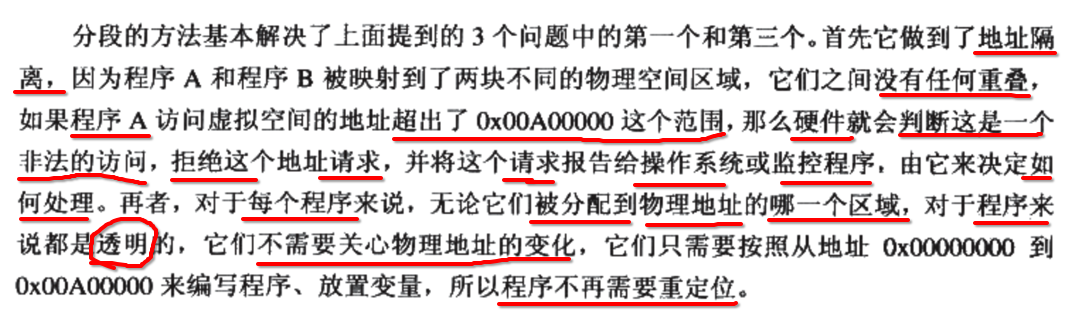 分段的方法基本解决了上面提到的 3 个问题中的第一个和第三个。首先它做到了地址隔
离，因为程序 A 和程序 B 被映射到了两块不同的物理空间区域，它们之间没有任何重叠，
如果程序 A 访问虚拟空间的地址超出了 0x00A00000 这个范围，那么硬件就会判断这是一个
非法的访问，拒绝这个地址请求，并将这个请求报告给操作系统或监控程序，由它来决定如
何处理。再者，对于每个程序来说，无论它们被分配到物理地址的哪一个区域，对于程序来
说都是透明的，它们不需要关心物理地址的变化，它们只需要按照从地址 0x00000000 到
0x00A00000 来编写程序、放置变量，所以程序不再需要重定位。